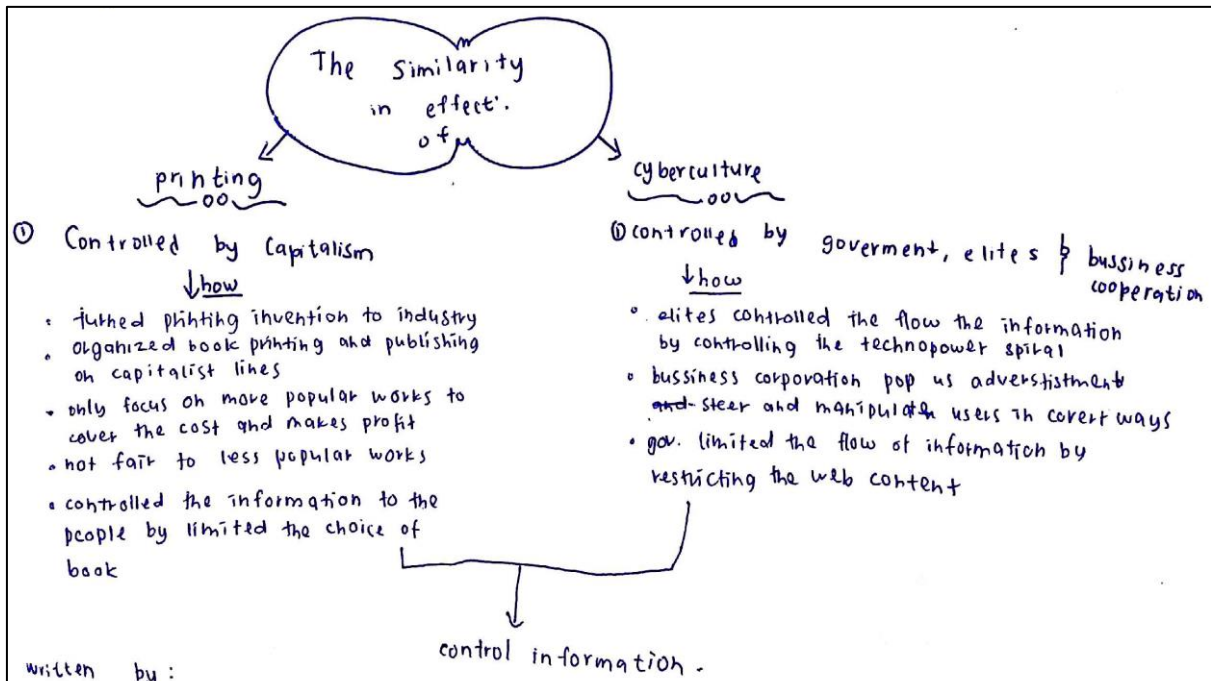 The Similarity
in effect.
of
printing
① Controlled by Capitalism
how
• turned printing invention to industry
• organized book printing and publishing
on capitalist lines
• only focus on more popular works to
cover the cost and makes profit
• not fair to less popular works
• controlled the information to the
people by limited the choice of
book
cyberculture
① controlled by goverment, elites & bussiness
cooperation
how
• elites controlled the flow the information
by controlling the technopower spiral
• bussiness corporation pop us
and steer and users in covert ways
• gov. limited the flow of information by
restricting the web content
control information.
written by :